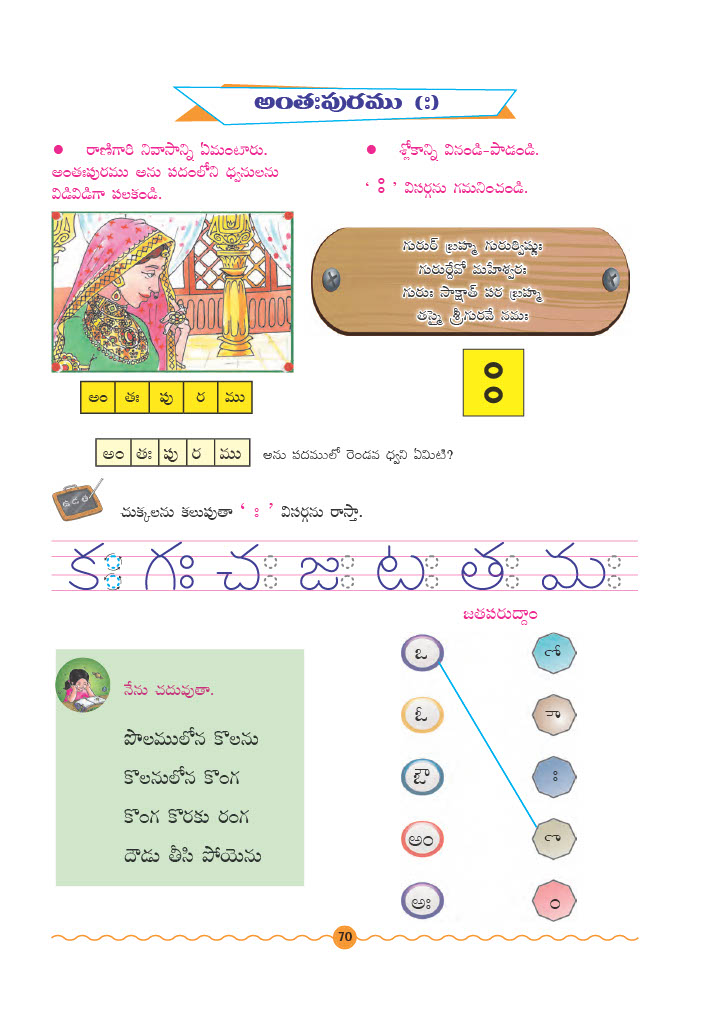 అంతఃపురము (ః)
● రాణిగారి నివాసాన్ని ఏమంటారు.
అంతఃపురము అను పదంలోని ధ్వనులను
విడివిడిగా పలకండి.
● శ్లోకాన్ని వినండి-పాడండి.
‘ ః ’ విసర్గను గమనించండి.
గురుర్ బ్రహ్మ గురుర్విష్ణుః
గురుర్దేవో మహేశ్వరః
గురుః సాక్షాత్ పర బ్రహ్మ
తస్మై శ్రీగురవే నమః
అం తః పు ర ము
ః
అం తః పు ర ము అను పదములో రెండవ ధ్వని ఏమిటి?
చుక్కలను కలుపుతా ‘ ః ’ విసర్గను రాస్తా.
కః గః చః జః టః తః మః
జతపరుద్దాం
ఒ ో
ఓ ా
ఔ ః
అం ొ
అః ం
నేను చదువుతా.
పొలములోన కొలను
కొలనులోన కొంగ
కొంగ కొరకు రంగ
దౌడు తీసి పోయెను
70